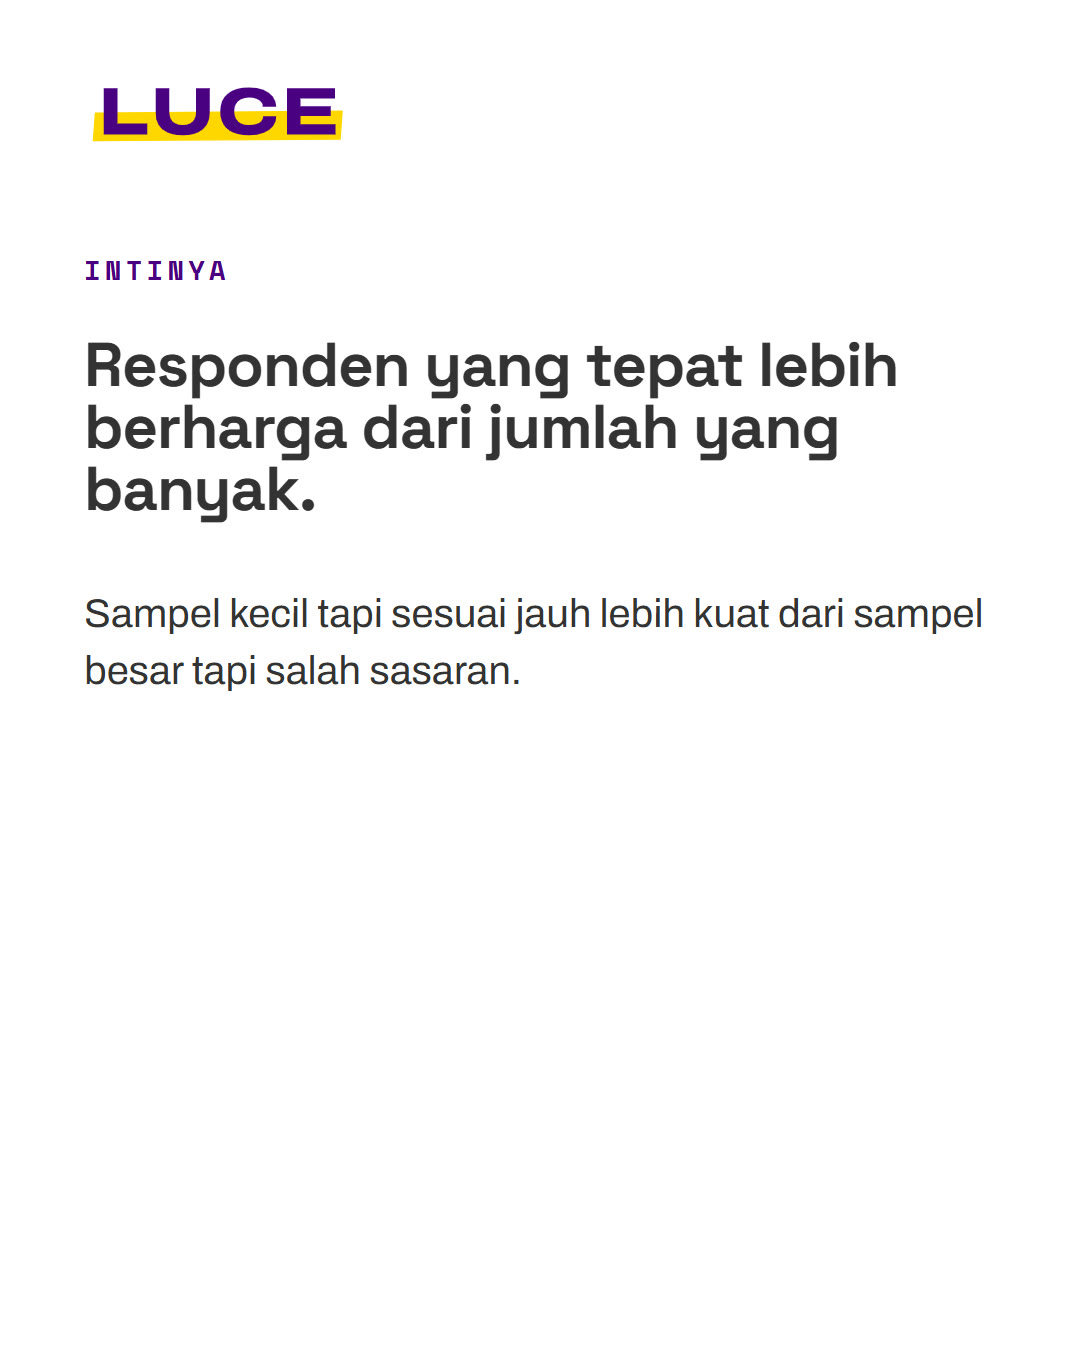 LUCE
INTINYA
Responden yang tepat lebih
berharga dari jumlah yang
banyak.
Sampel kecil tapi sesuai jauh lebih kuat dari sampel
besar tapi salah sasaran.